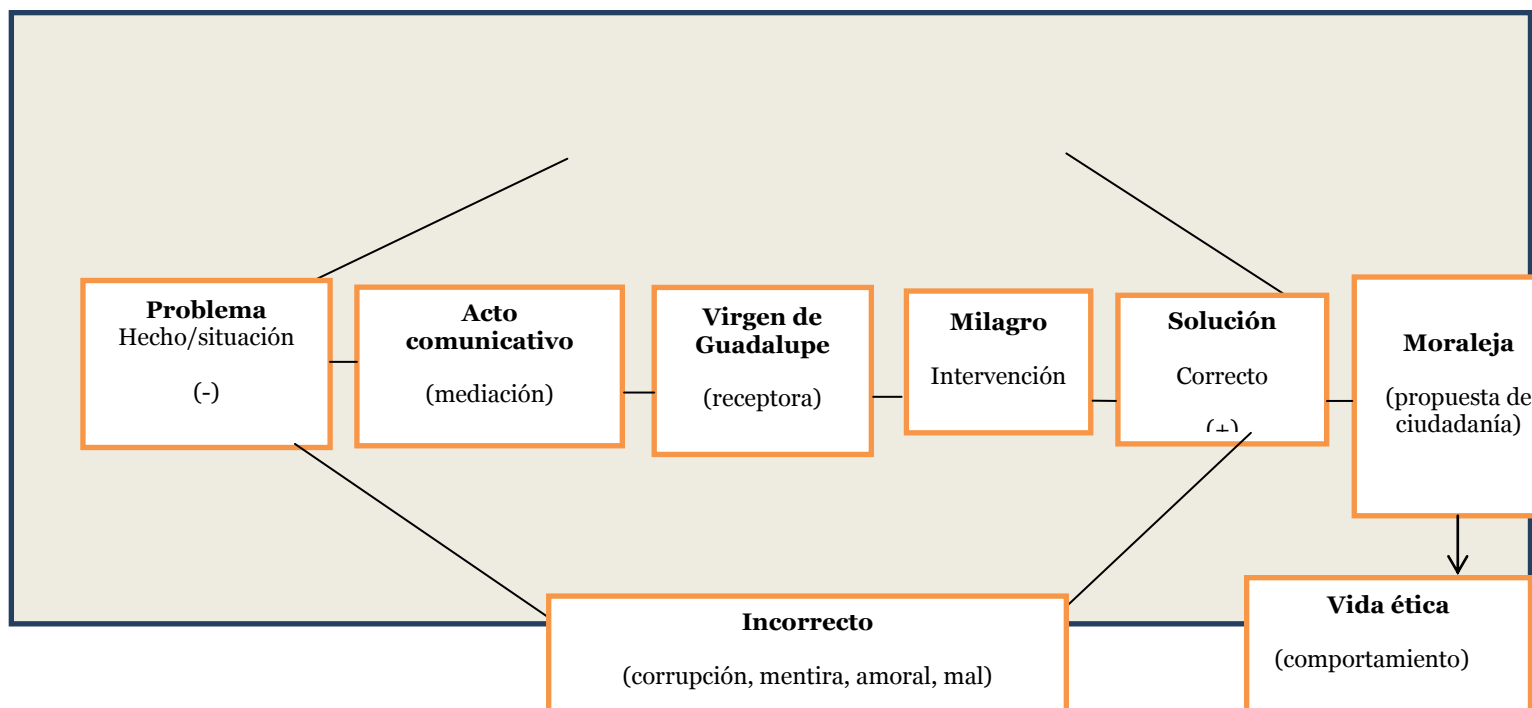 Problema
Hecho/situación
(-)
Acto
comunicativo
(mediación)
Virgen de
Guadalupe
(receptora)
Milagro
Intervención
Solución
Correcto
(+)
Moraleja
(propuesta de
ciudadanía)
Incorrecto
(corrupción, mentira, amoral, mal)
Vida ética
(comportamiento)